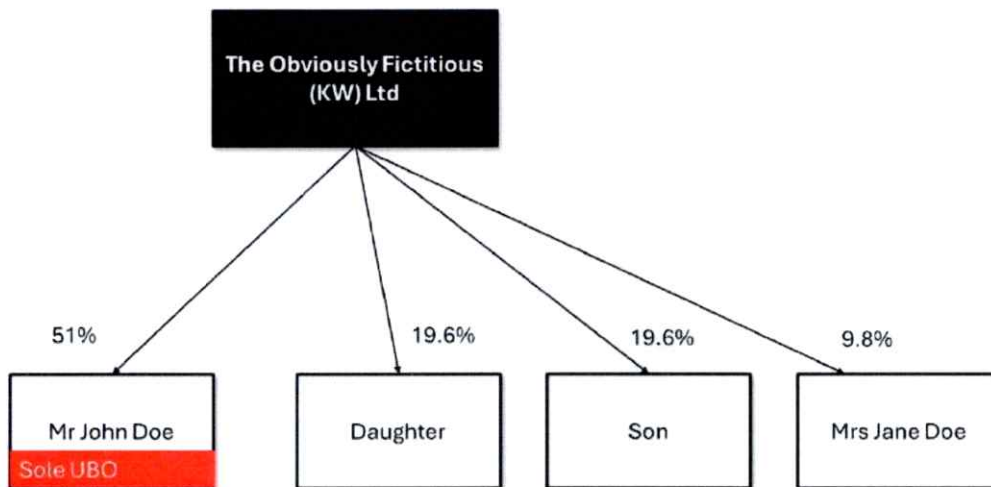 The Obviously Fictitious
(KW) Ltd
51%
19.6%
19.6%
9.8%
Mr John Doe
Daughter
Son
Mrs Jane Doe
Sole UBO